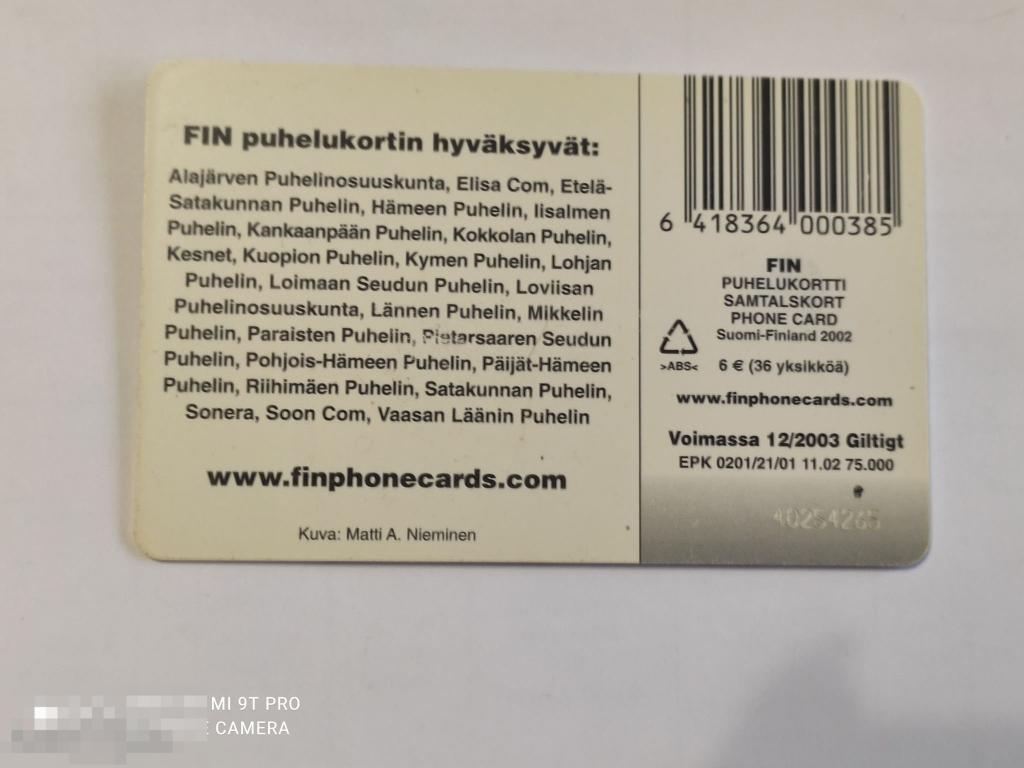 FIN puhelukortin hyväksyvät:
Alajärven Puhelinosuuskunta, Elisa Com, Etelä-
Satakunnan Puhelin, Hämeen Puhelin, Iisalmen
Puhelin, Kankaanpään Puhelin, Kokkolan Puhelin,
Kesnet, Kuopion Puhelin, Kymen Puhelin, Lohjan
Puhelin, Loimaan Seudun Puhelin, Loviisan
Puhelinosuuskunta, Lännen Puhelin, Mikkelin
Puhelin, Paraisten Puhelin, Pietarsaaren Seudun
Puhelin, Pohjois-Hämeen Puhelin, Päijät-Hämeen
Puhelin, Riihimäen Puhelin, Satakunnan Puhelin,
Sonera, Soon Com, Vaasan Läänin Puhelin
www.finphonecards.com
Kuva: Matti A. Nieminen
6 418364 000385
FIN
PUHELUKORTTI
SAMTALSKORT
PHONE CARD
Suomi-Finland 2002
>ABS< 6 € (36 yksikköä)
www.finphonecards.com
Voimassa 12/2003 Giltigt
EPK 0201/21/01 11.02 75.000
40254265
MI 9T PRO
CAMERA